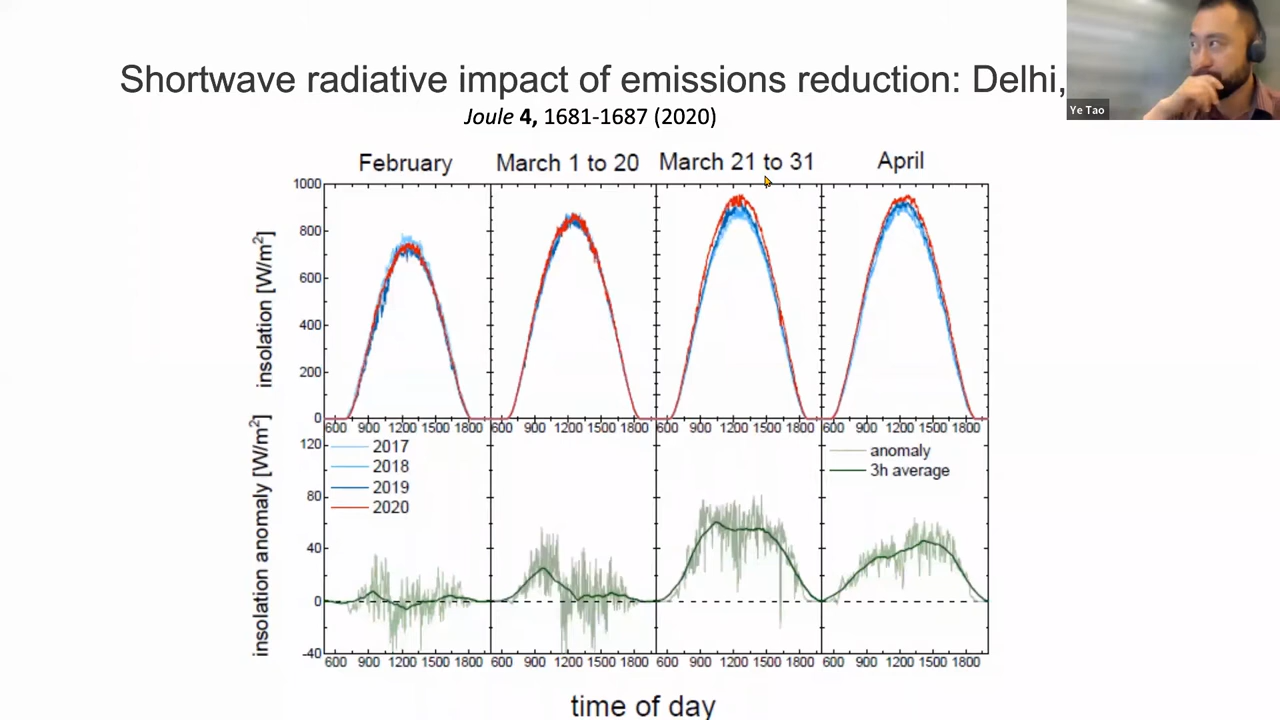 Shortwave radiative impact of emissions reduction: Delhi,
Joule 4, 1681-1687 (2020)
Ye Tao
February March 1 to 20 March 21 to 31 April
1000
800
600
400
200
0
insolation [W/m²]
600 900 1200 1500 1800 600 900 1200 1500 1800 600 900 1200 1500 1800 600 900 1200 1500 1800
120
80
40
0
-40
insolation anomaly [W/m²]
2017
2018
2019
2020
anomaly
3h average
600 900 1200 1500 1800 600 900 1200 1500 1800 600 900 1200 1500 1800 600 900 1200 1500 1800
time of day